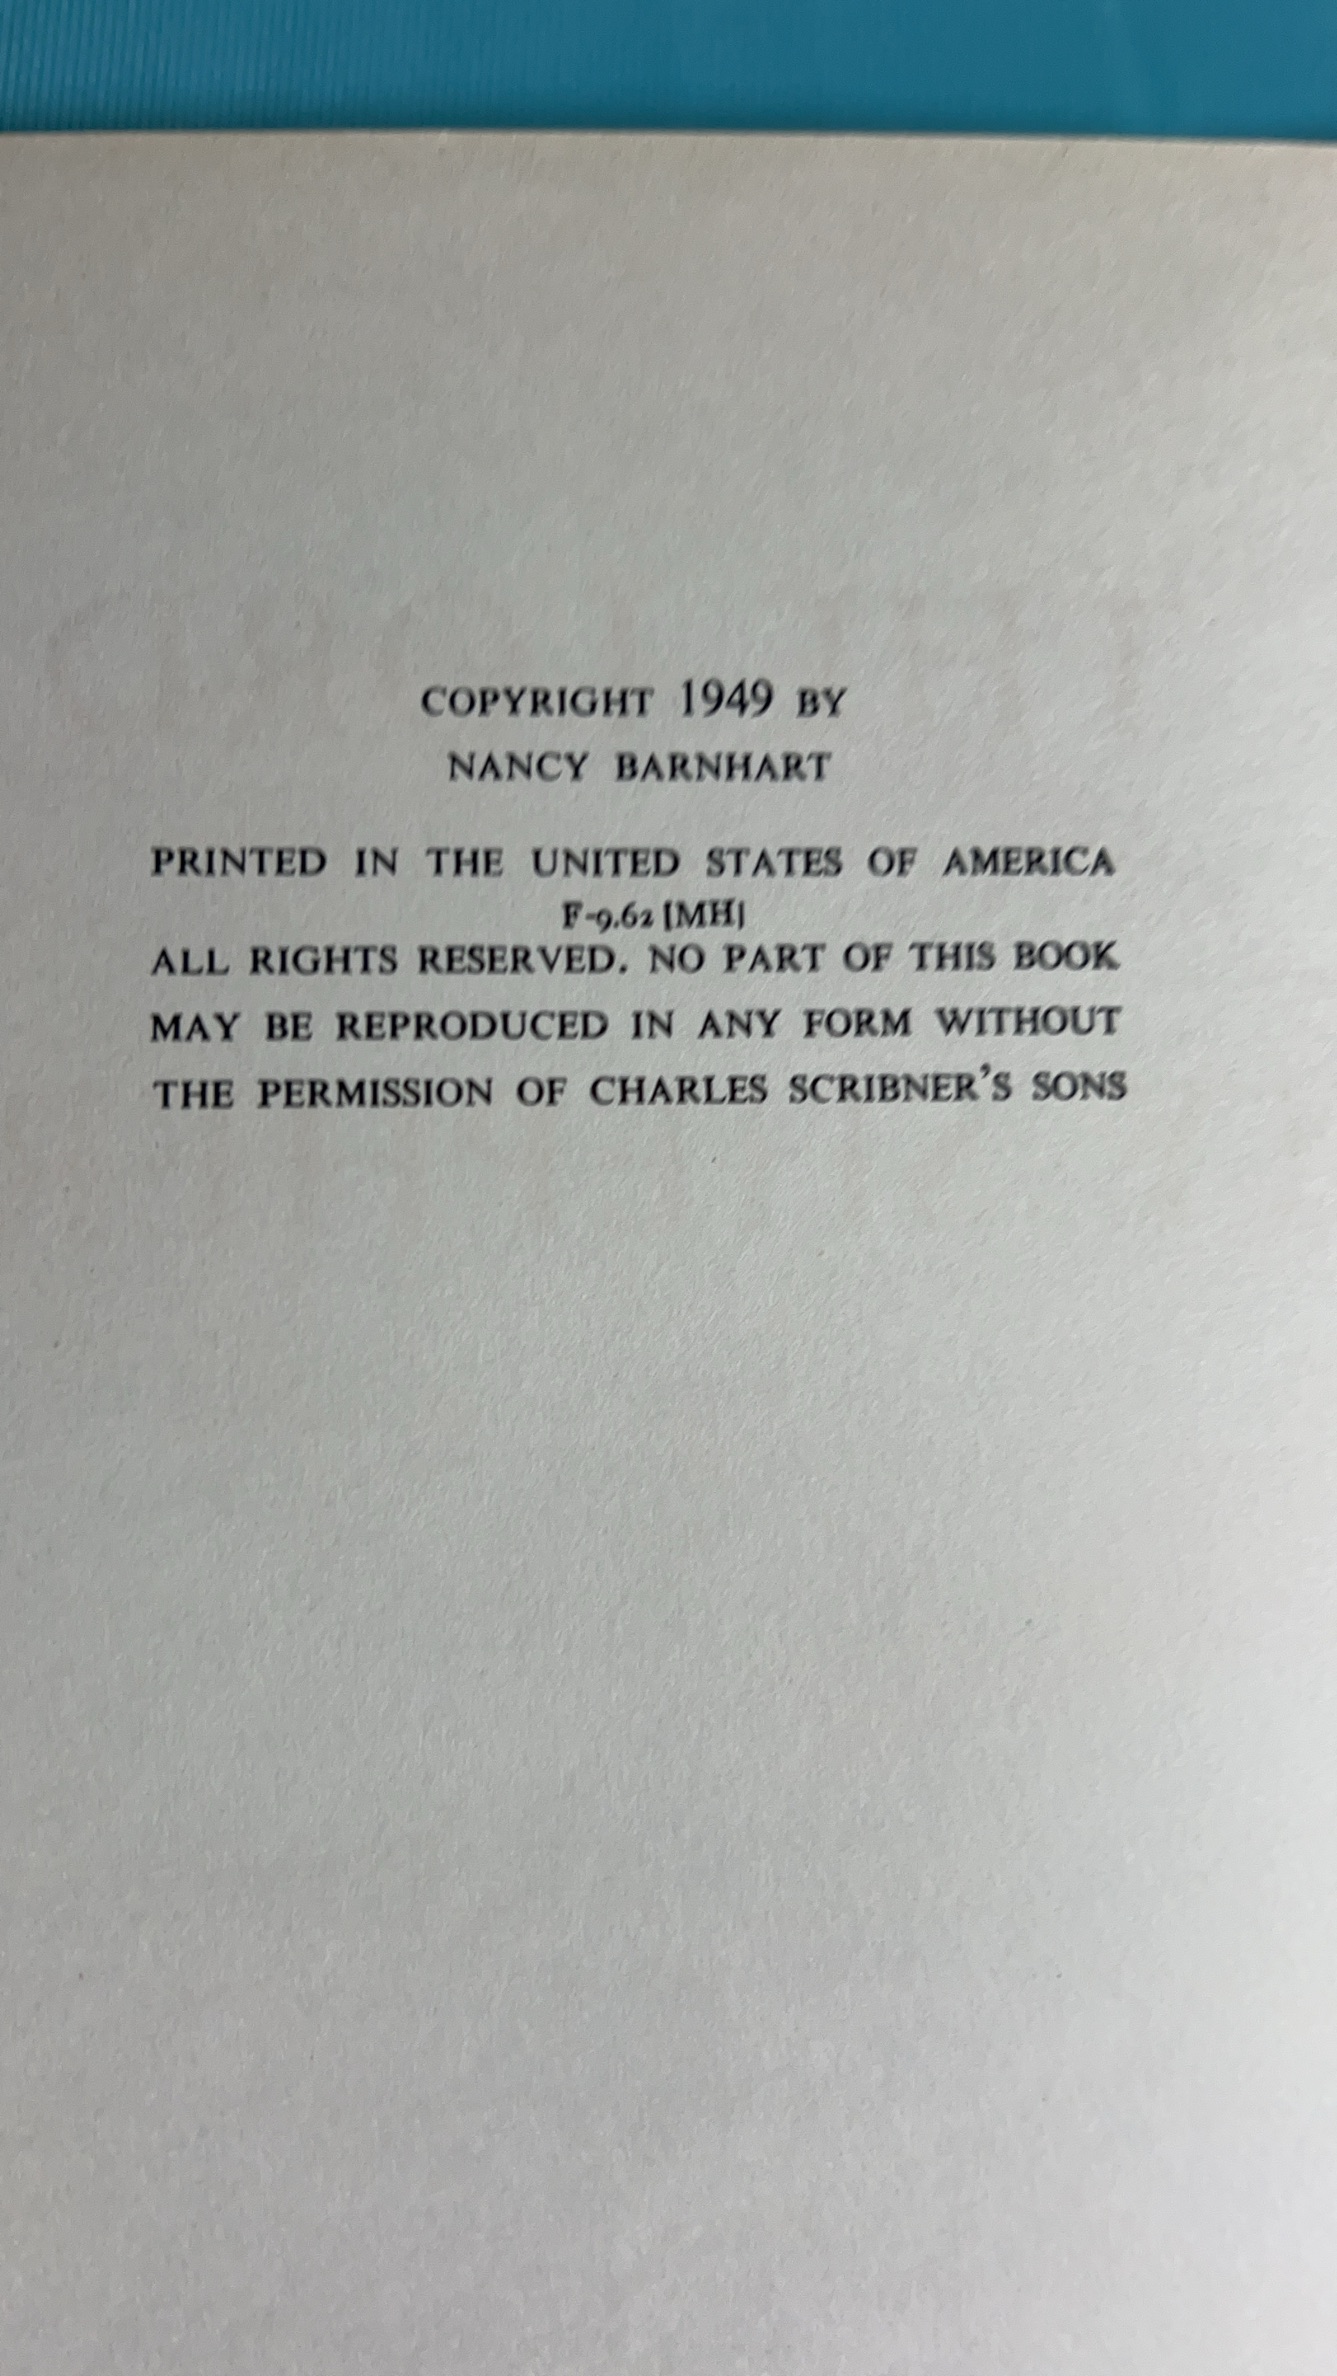 COPYRIGHT 1949 BY
NANCY BARNHART
PRINTED IN THE UNITED STATES OF AMERICA
F-9.62 [MH]
ALL RIGHTS RESERVED. NO PART OF THIS BOOK
MAY BE REPRODUCED IN ANY FORM WITHOUT
THE PERMISSION OF CHARLES SCRIBNER'S SONS